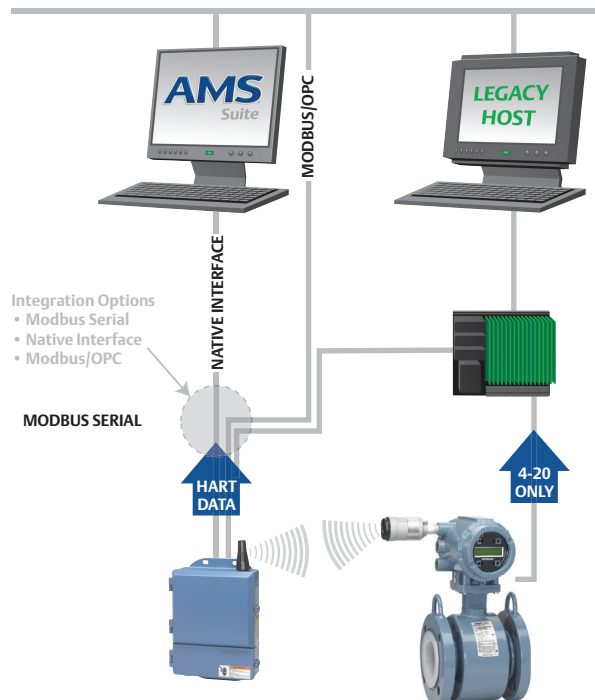 AMS
Suite
LEGACY
HOST
MODBUS/OPC
NATIVE INTERFACE
Integration Options
• Modbus Serial
• Native Interface
• Modbus/OPC
MODBUS SERIAL
HART
DATA
4-20
ONLY